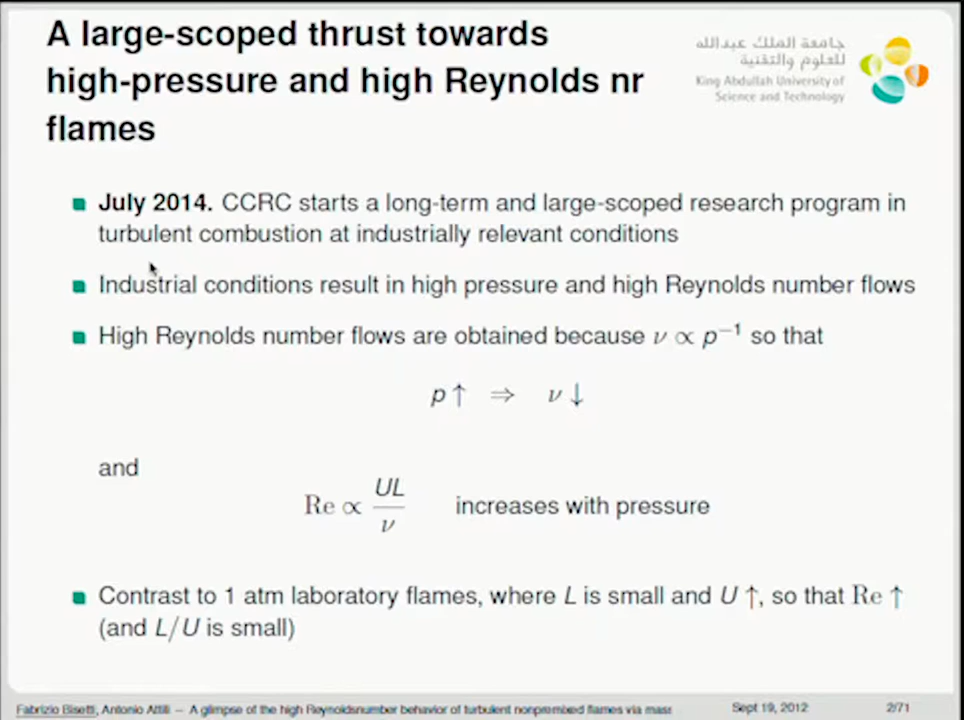 A large-scoped thrust towards
high-pressure and high Reynolds nr
flames
جامعة الملك عبدالله
للعلوم والتقنية
King Abdullah University of
Science and Technology
July 2014. CCRC starts a long-term and large-scoped research program in
turbulent combustion at industrially relevant conditions
Industrial conditions result in high pressure and high Reynolds number flows
High Reynolds number flows are obtained because ν ∝ p⁻¹ so that
p ↑ ⇒ ν ↓
and
Re ∝ UL/ν increases with pressure
Contrast to 1 atm laboratory flames, where L is small and U ↑, so that Re ↑
(and L/U is small)
Fabrizio Bisetti, Antonio Attili – A glimpse of the high Reynoldsnumber behavior of turbulent nonpremixed flames via mass Sept 19, 2012 2/71